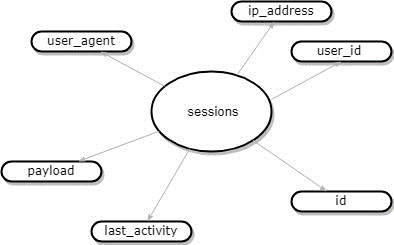 ip_address
user_agent
user_id
sessions
payload
id
last_activity